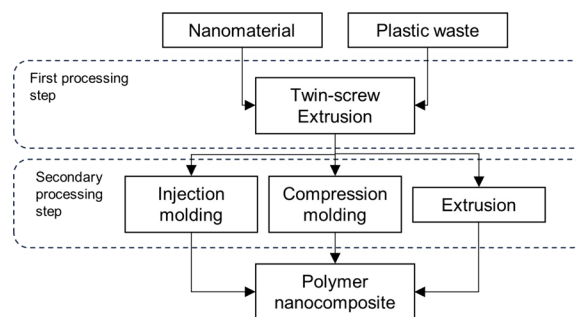 Nanomaterial
Plastic waste
First processing
step
Twin-screw
Extrusion
Secondary
processing
step
Injection
molding
Compression
molding
Extrusion
Polymer
nanocomposite